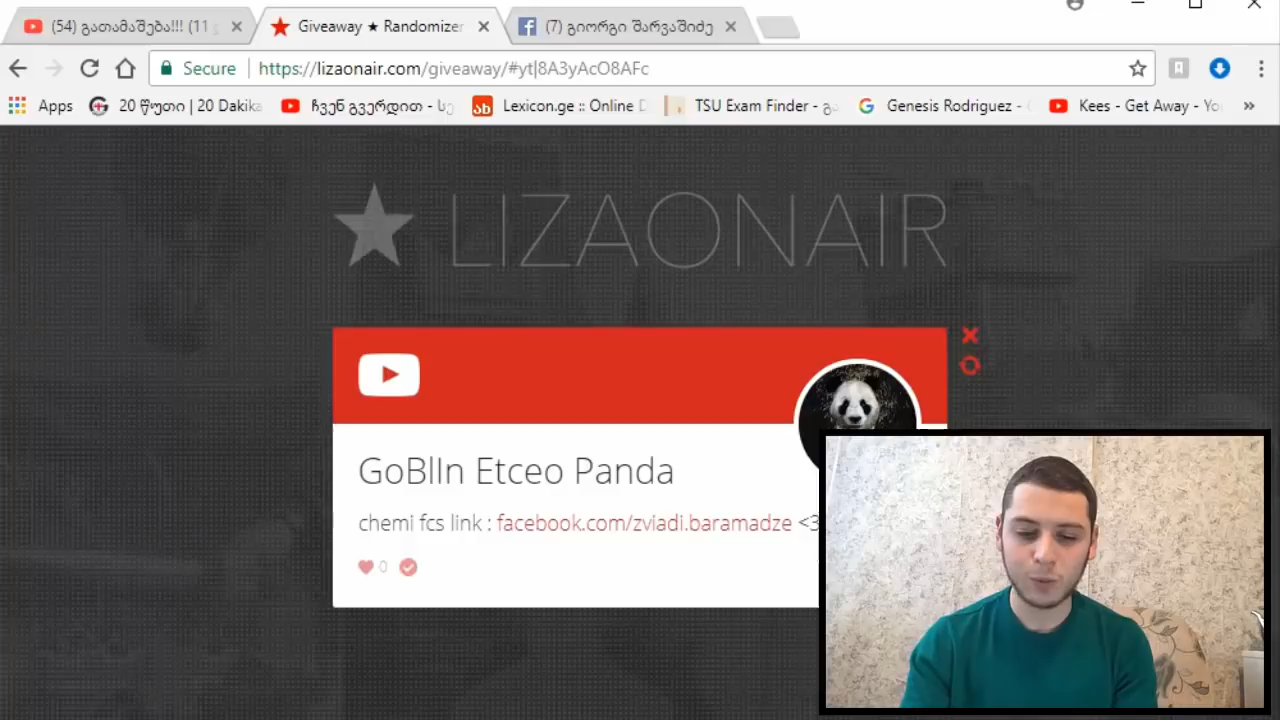 (54) გათამაშება!!! (11
Giveaway ★ Randomizer
(7) გიორგი შარვაშიძე
Secure
https://lizaonair.com/giveaway/#yt|8A3yAcO8AFc
Apps
20 წუთი | 20 Dakika
ჩვენ გვერდით - სე
Lexicon.ge :: Online D
TSU Exam Finder - გა
Genesis Rodriguez -
Kees - Get Away - Yo
»
★ LIZAONAIR
GoBlIn Etceo Panda
chemi fcs link : facebook.com/zviadi.baramadze <3
0